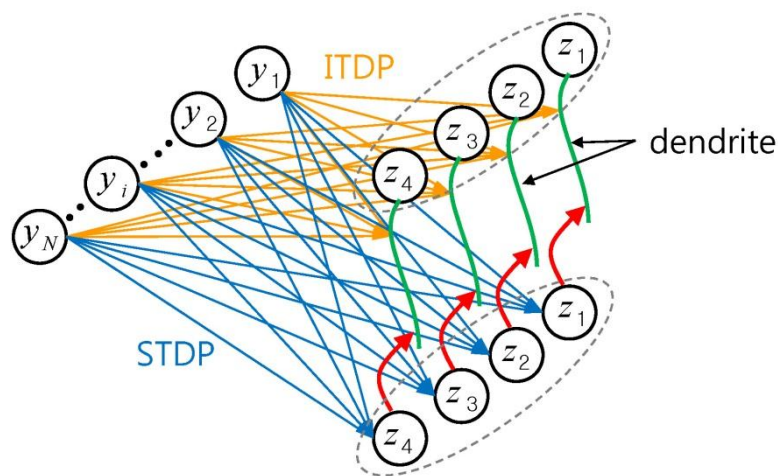 y1
ITDP
z1
z2
y2
z3
dendrite
yi
z4
yN
z1
STDP
z2
z3
z4